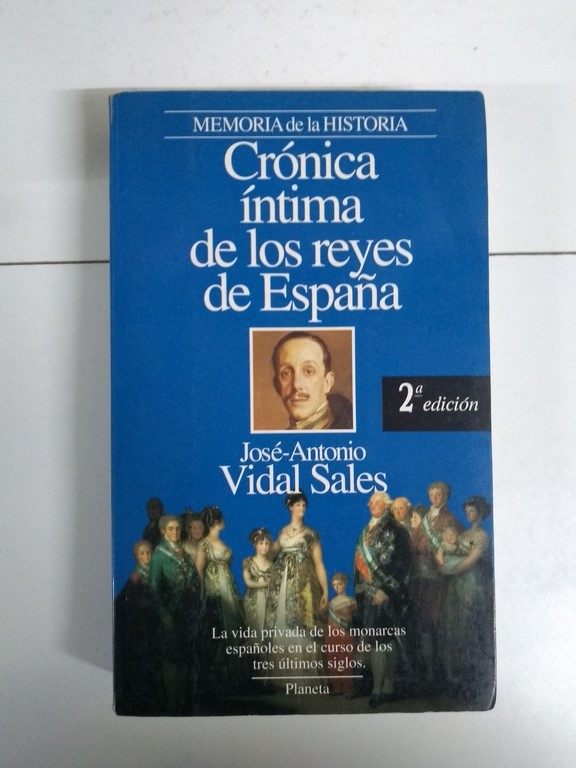 MEMORIA de la HISTORIA
Crónica
íntima
de los reyes
de España
2ª edición
José-Antonio
Vidal Sales
La vida privada de los monarcas
españoles en el curso de los
tres últimos siglos.
Planeta